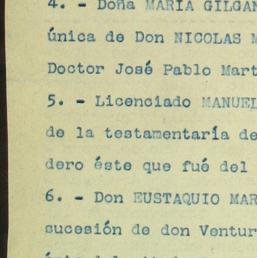 4. - Doña MARIA GILGA
única de Don NICOLAS M
Doctor José Pablo Mart
5. - Licenciado MANUEL
de la testamentaría de
dero éste que fué del
6. - Don EUSTAQUIO MAR
sucesión de don Ventur